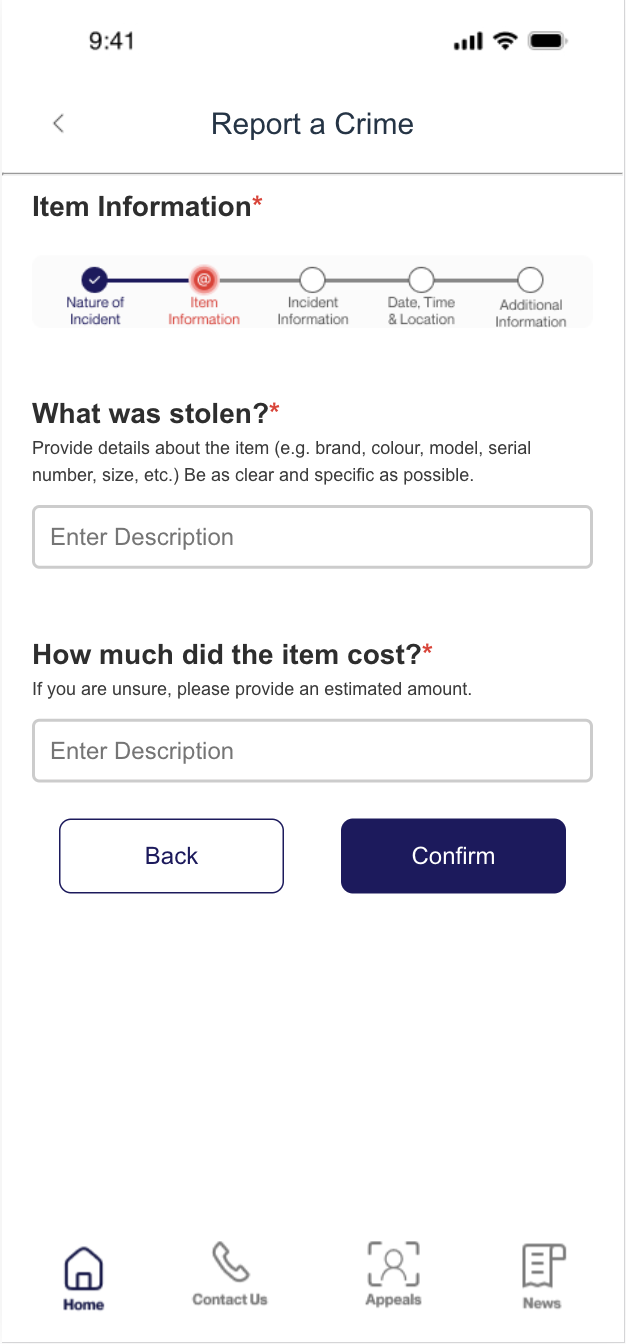 9:41
Report a Crime
Item Information*
@
Nature of Incident
Item Information
Incident Information
Date, Time & Location
Additional Information
What was stolen?*
Provide details about the item (e.g. brand, colour, model, serial
number, size, etc.) Be as clear and specific as possible.
Enter Description
How much did the item cost?*
If you are unsure, please provide an estimated amount.
Enter Description
Back
Confirm
Home
Contact Us
Appeals
News